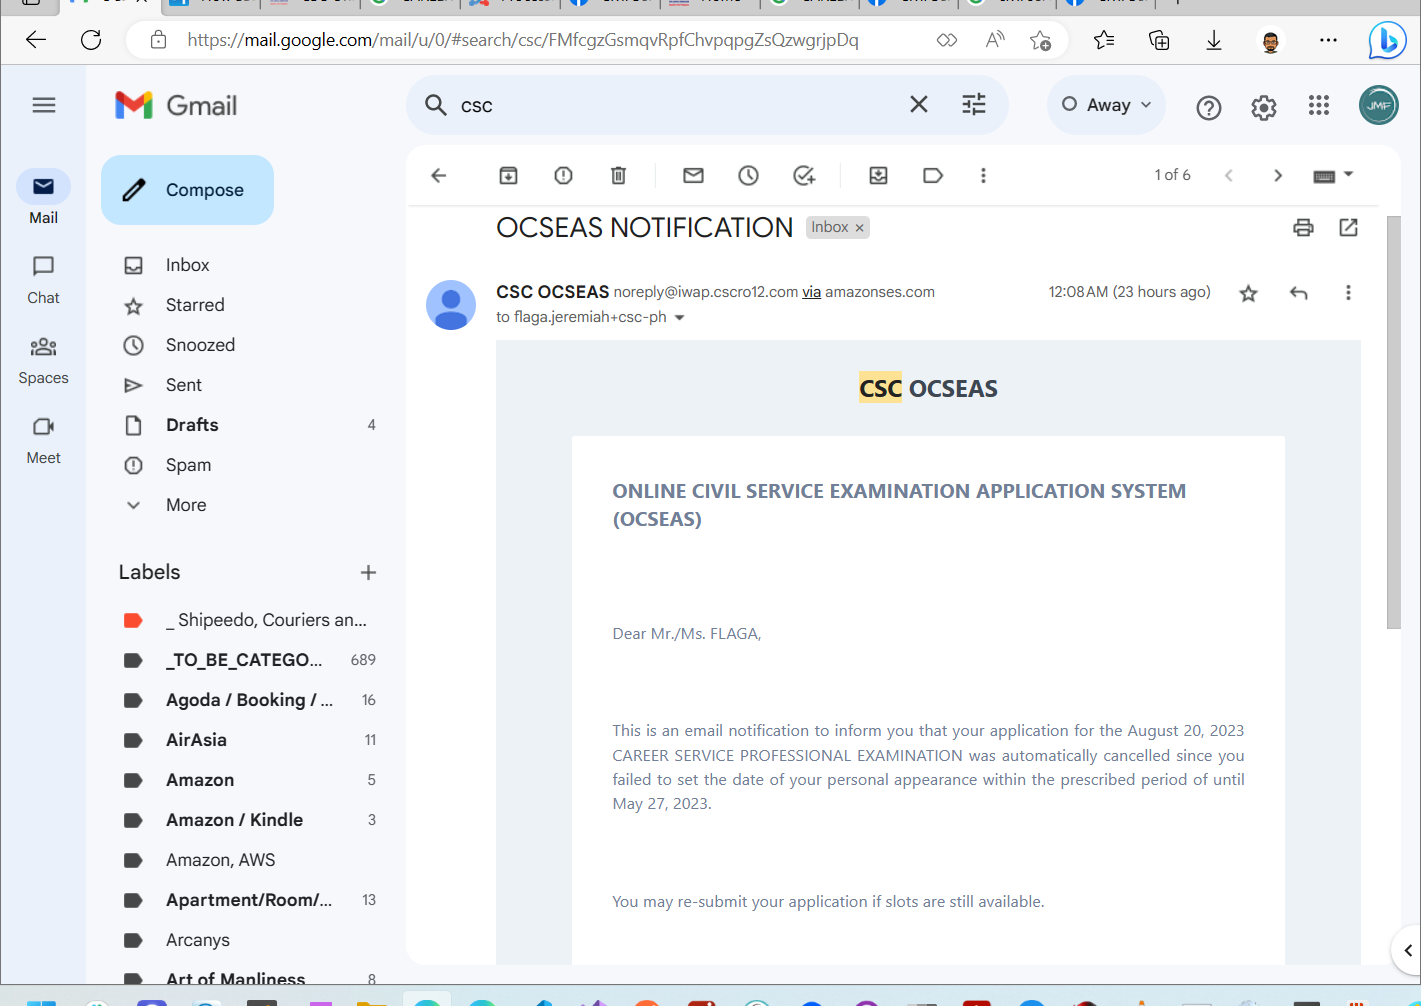 https://mail.google.com/mail/u/0/#search/csc/FMfcgzGsmqvRpfChvpqpgZsQzwgrjpDq
Gmail
csc
Away
JMF
Mail
Chat
Spaces
Meet
Compose
Inbox
Starred
Snoozed
Sent
Drafts 4
Spam
More
Labels
_ Shipeedo, Couriers an...
_TO_BE_CATEGO... 689
Agoda / Booking / ... 16
AirAsia 11
Amazon 5
Amazon / Kindle 3
Amazon, AWS
Apartment/Room/... 13
Arcanys
Art of Manliness 8
1 of 6
OCSEAS NOTIFICATION Inbox
CSC OCSEAS noreply@iwap.cscro12.com via amazonses.com 12:08 AM (23 hours ago)
to flaga.jeremiah+csc-ph
CSC OCSEAS
ONLINE CIVIL SERVICE EXAMINATION APPLICATION SYSTEM
(OCSEAS)
Dear Mr./Ms. FLAGA,
This is an email notification to inform you that your application for the August 20, 2023
CAREER SERVICE PROFESSIONAL EXAMINATION was automatically cancelled since you
failed to set the date of your personal appearance within the prescribed period of until
May 27, 2023.
You may re-submit your application if slots are still available.